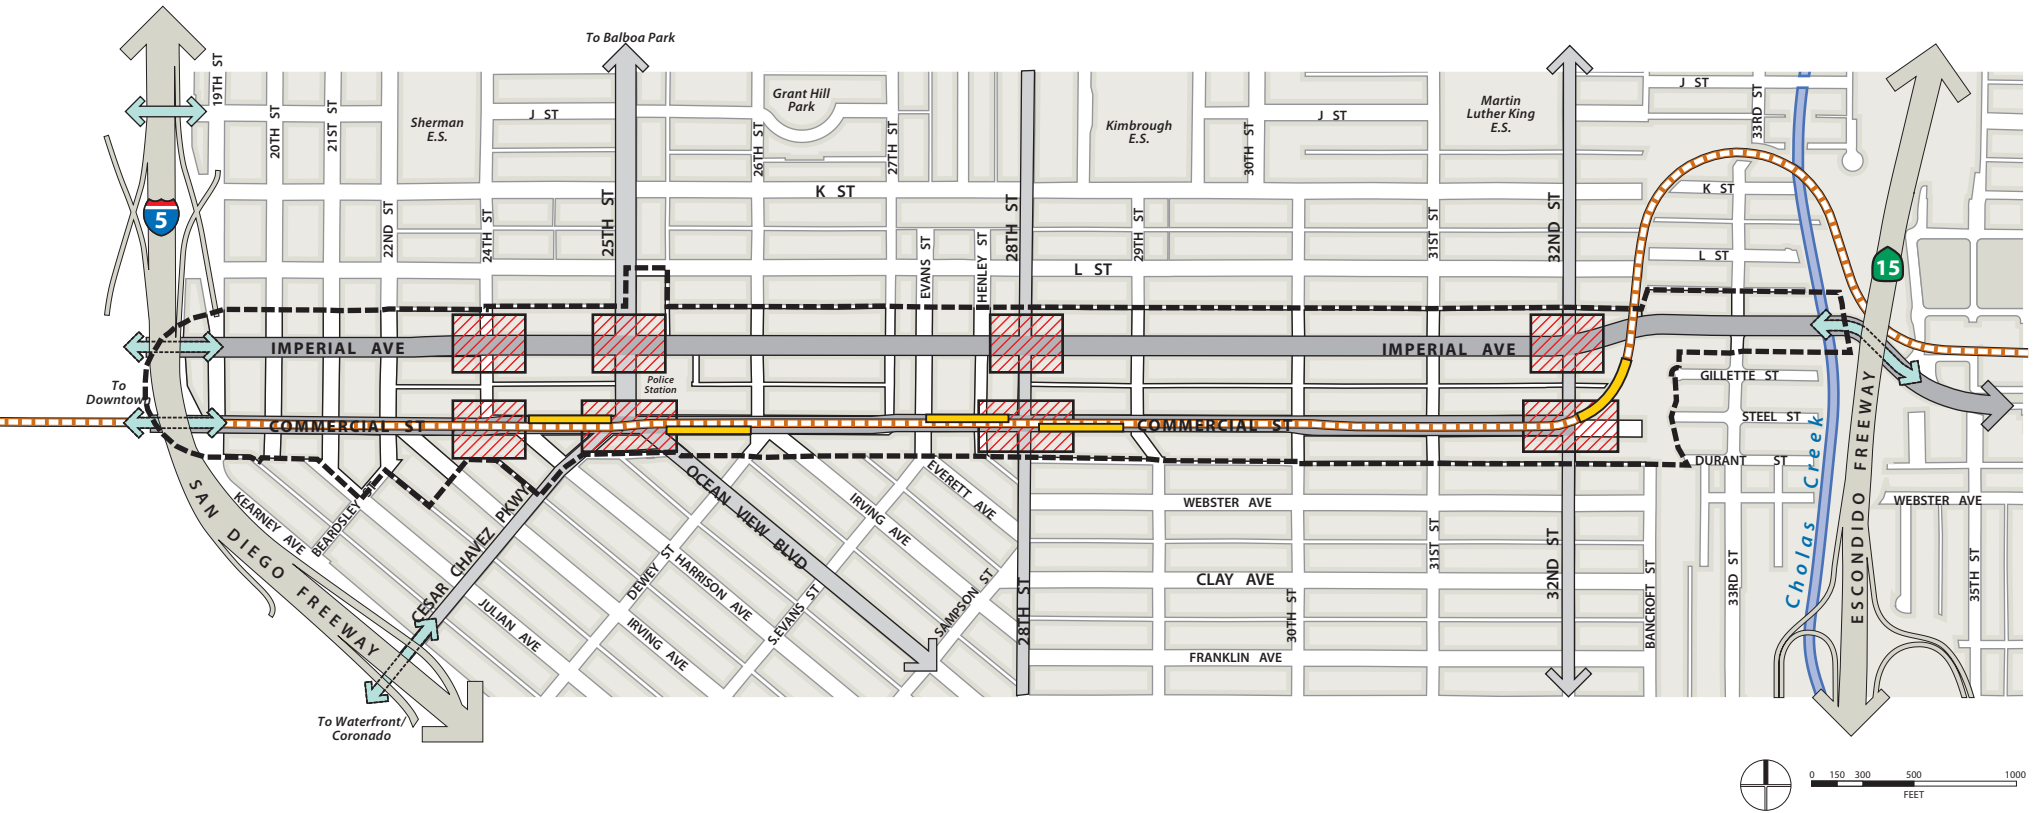 To Balboa Park
19TH ST
20TH ST
21ST ST
Sherman
E.S.
J ST
Grant Hill
Park
26TH ST
27TH ST
Kimbrough
E.S.
30TH ST
J ST
Martin
Luther King
E.S.
J ST
33RD ST
5
22ND ST
24TH ST
25TH ST
K ST
EVANS ST
HENLEY ST
28TH ST
L ST
29TH ST
31ST ST
32ND ST
K ST
L ST
15
IMPERIAL AVE
IMPERIAL AVE
To
Downtown
Police
Station
GILLETTE ST
COMMERCIAL ST
COMMERCIAL ST
STEEL ST
DURANT ST
SAN DIEGO FREEWAY
KEARNEY AVE
BEARDSLEY
CESAR CHAVEZ PKWY
OCEAN VIEW BLVD
JULIAN AVE
DEWEY ST
HARRISON AVE
IRVING AVE
S.EVANS ST
IRVING AVE
EVERETT AVE
SAMPSON ST
28TH ST
WEBSTER AVE
CLAY AVE
30TH ST
FRANKLIN AVE
31ST ST
32ND ST
BANCROFT ST
33RD ST
Cholas Creek
ESCONDIDO FREEWAY
WEBSTER AVE
35TH ST
To Waterfront/
Coronado
0 150 300 500 1000
FEET